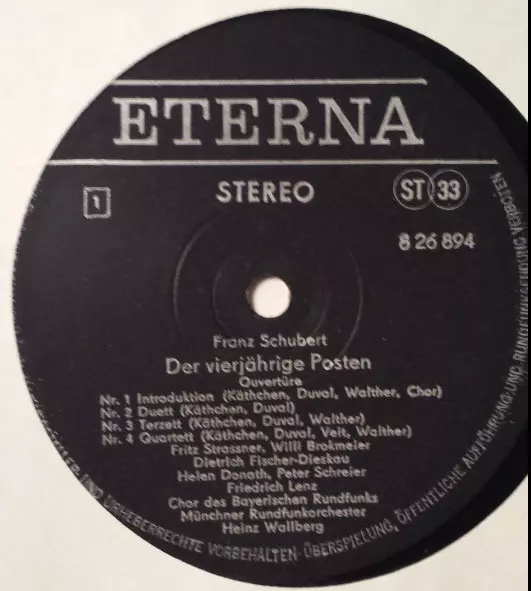 ETERNA
1 STEREO ST 33
8 26 894
Franz Schubert
Der vierjährige Posten
Ouvertüre
Nr. 1 Introduktion (Käthchen, Duval, Walther, Chor)
Nr. 2 Duett (Käthchen, Duval)
Nr. 3 Terzett (Käthchen, Duval, Walther)
Nr. 4 Quartett (Käthchen, Duval, Veit, Walther)
Fritz Strassner, Willi Brokmeier
Dietrich Fischer-Dieskau
Helen Donath, Peter Schreier
Friedrich Lenz
Chor des Bayerischen Rundfunks
Münchner Rundfunkorchester
Heinz Wallberg
UND URHEBERRECHTE VORBEHALTEN-ÜBERSPIELUNG, ÖFFENTLICHE AUFFÜHRUNG UND RUNDFUNKSENDUNG VERBOTEN